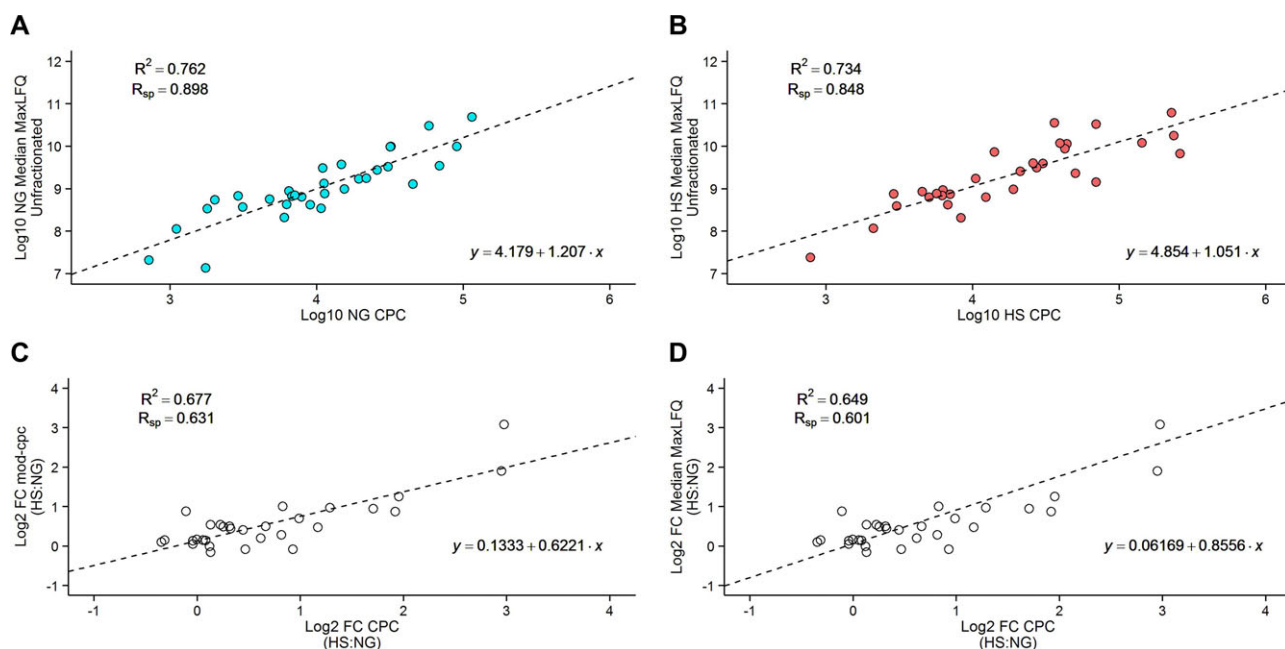 A
R² = 0.762
Rsp = 0.898
Log10 NG Median MaxLFQ
Unfractionated
12
11
10
9
8
7
y = 4.179 + 1.207 · x
3
4
5
6
Log10 NG CPC
B
R² = 0.734
Rsp = 0.848
Log10 HS Median MaxLFQ
Unfractionated
12
11
10
9
8
7
y = 4.854 + 1.051 · x
3
4
5
6
Log10 HS CPC
C
R² = 0.677
Rsp = 0.631
Log2 FC mod-cpc
(HS:NG)
4
3
2
1
0
-1
y = 0.1333 + 0.6221 · x
-1
0
1
2
3
4
Log2 FC CPC
(HS:NG)
D
R² = 0.649
Rsp = 0.601
Log2 FC Median MaxLFQ
(HS:NG)
4
3
2
1
0
-1
y = 0.06169 + 0.8556 · x
-1
0
1
2
3
4
Log2 FC CPC
(HS:NG)